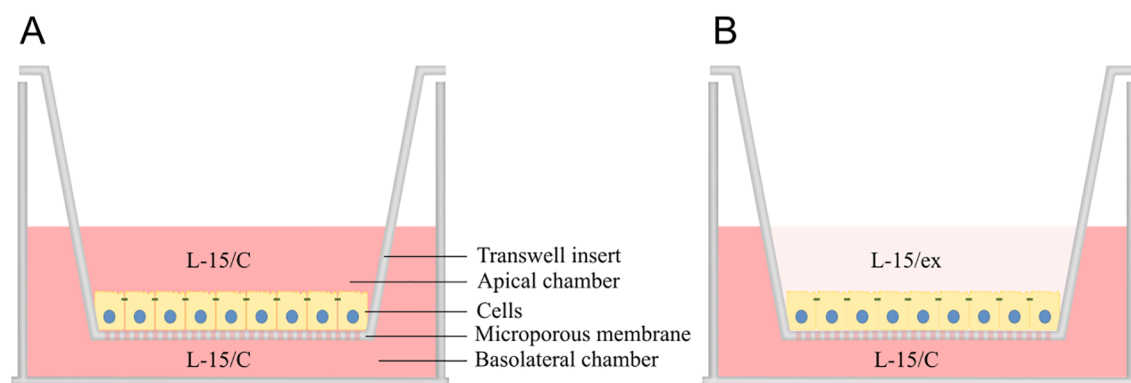 A
B
L-15/C
Transwell insert
Apical chamber
Cells
Microporous membrane
L-15/C
Basolateral chamber
L-15/ex
L-15/C